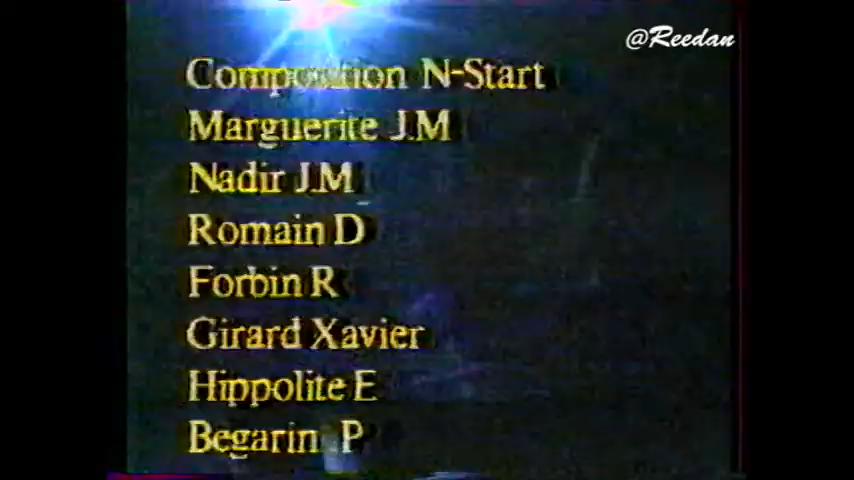 @Reedan
Composition N-Start
Marguerite J.M
Nadir J.M
Romain D
Forbin R
Girard Xavier
Hippolite E
Begarin P